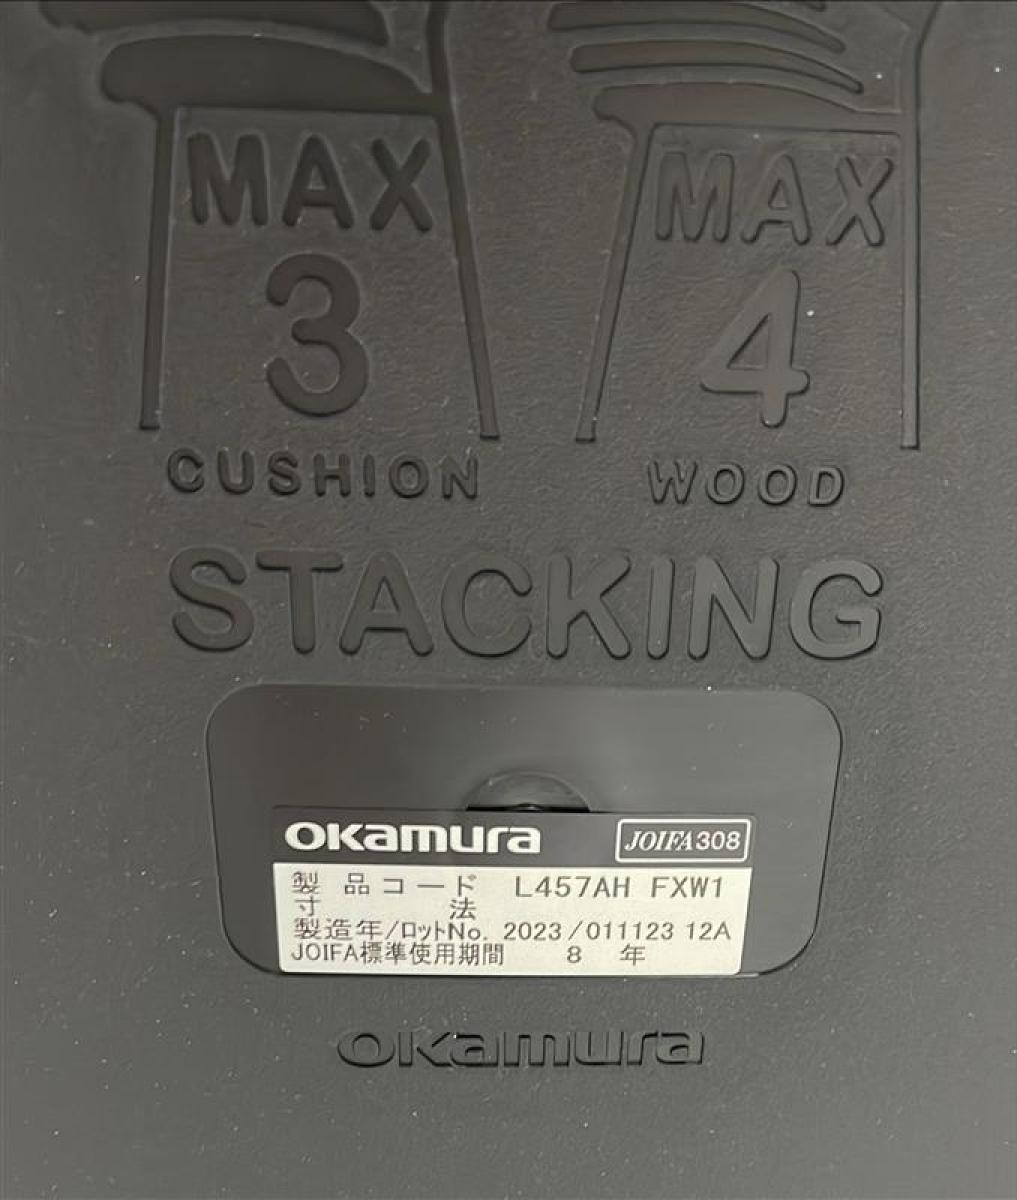 MAX
3
CUSHION
MAX
4
WOOD
STACKING
okamura
JOIFA308
製品コード L457AH FXW1
寸法
製造年/ロットNo. 2023/011123 12A
JOIFA標準使用期間 8 年
okamura